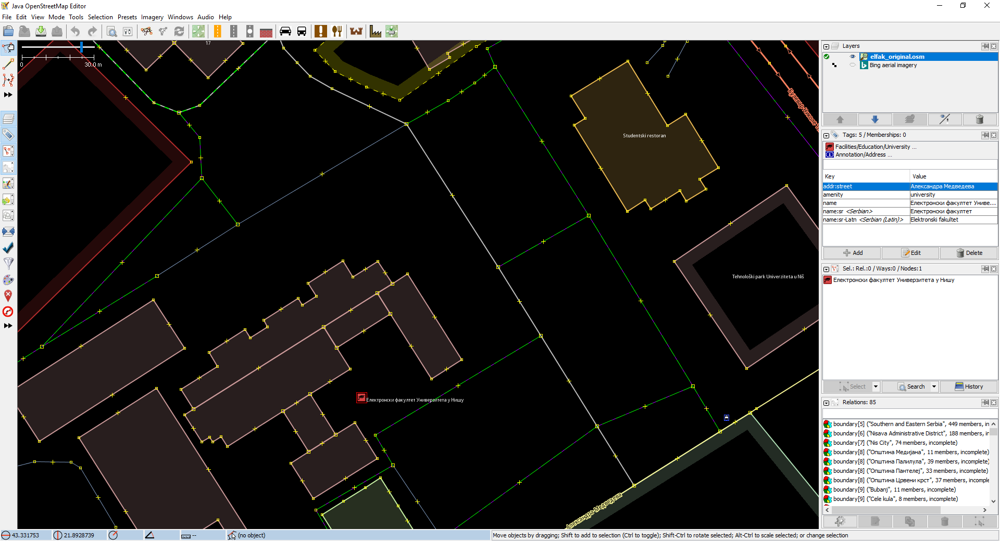 Java OpenStreetMap Editor
File Edit View Mode Tools Selection Presets Imagery Windows Audio Help
0 30.0 m
17
Studentski restoran
Tehnološki park Univerziteta u Niš
Електронски факултет Универзитета у Нишу
Александра Медведева
Layers
elfak_original.osm
Bing aerial imagery
Tags: 5 / Memberships: 0
Facilities/Education/University ...
Annotation/Address ...
Key Value
addr:street Александра Медведева
amenity university
name Електронски факултет Униве...
name:sr <Serbian> Електронски факултет
name:sr-Latn <Serbian (Latin)> Elektronski fakultet
Add Edit Delete
Sel.: Rel.:0 / Ways:0 / Nodes:1
Електронски факултет Универзитета у Нишу
Select Search History
Relations: 85
boundary[5] ("Southern and Eastern Serbia", 449 members, in
boundary[6] ("Nisava Administrative District", 188 members, in
boundary[7] ("Nis City", 74 members, incomplete)
boundary[8] ("Општина Медијана", 11 members, incomplete)
boundary[8] ("Општина Палилула", 39 members, incomplete)
boundary[8] ("Општина Пантелеј", 33 members, incomplete)
boundary[8] ("Општина Црвени крст", 37 members, incomple
boundary[9] ("Bubanj", 11 members, incomplete)
boundary[9] ("Cele kula", 8 members, incomplete)
43.331753 21.8928739 -- (no object)
Move objects by dragging; Shift to add to selection (Ctrl to toggle); Shift-Ctrl to rotate selected; Alt-Ctrl to scale selected; or change selection